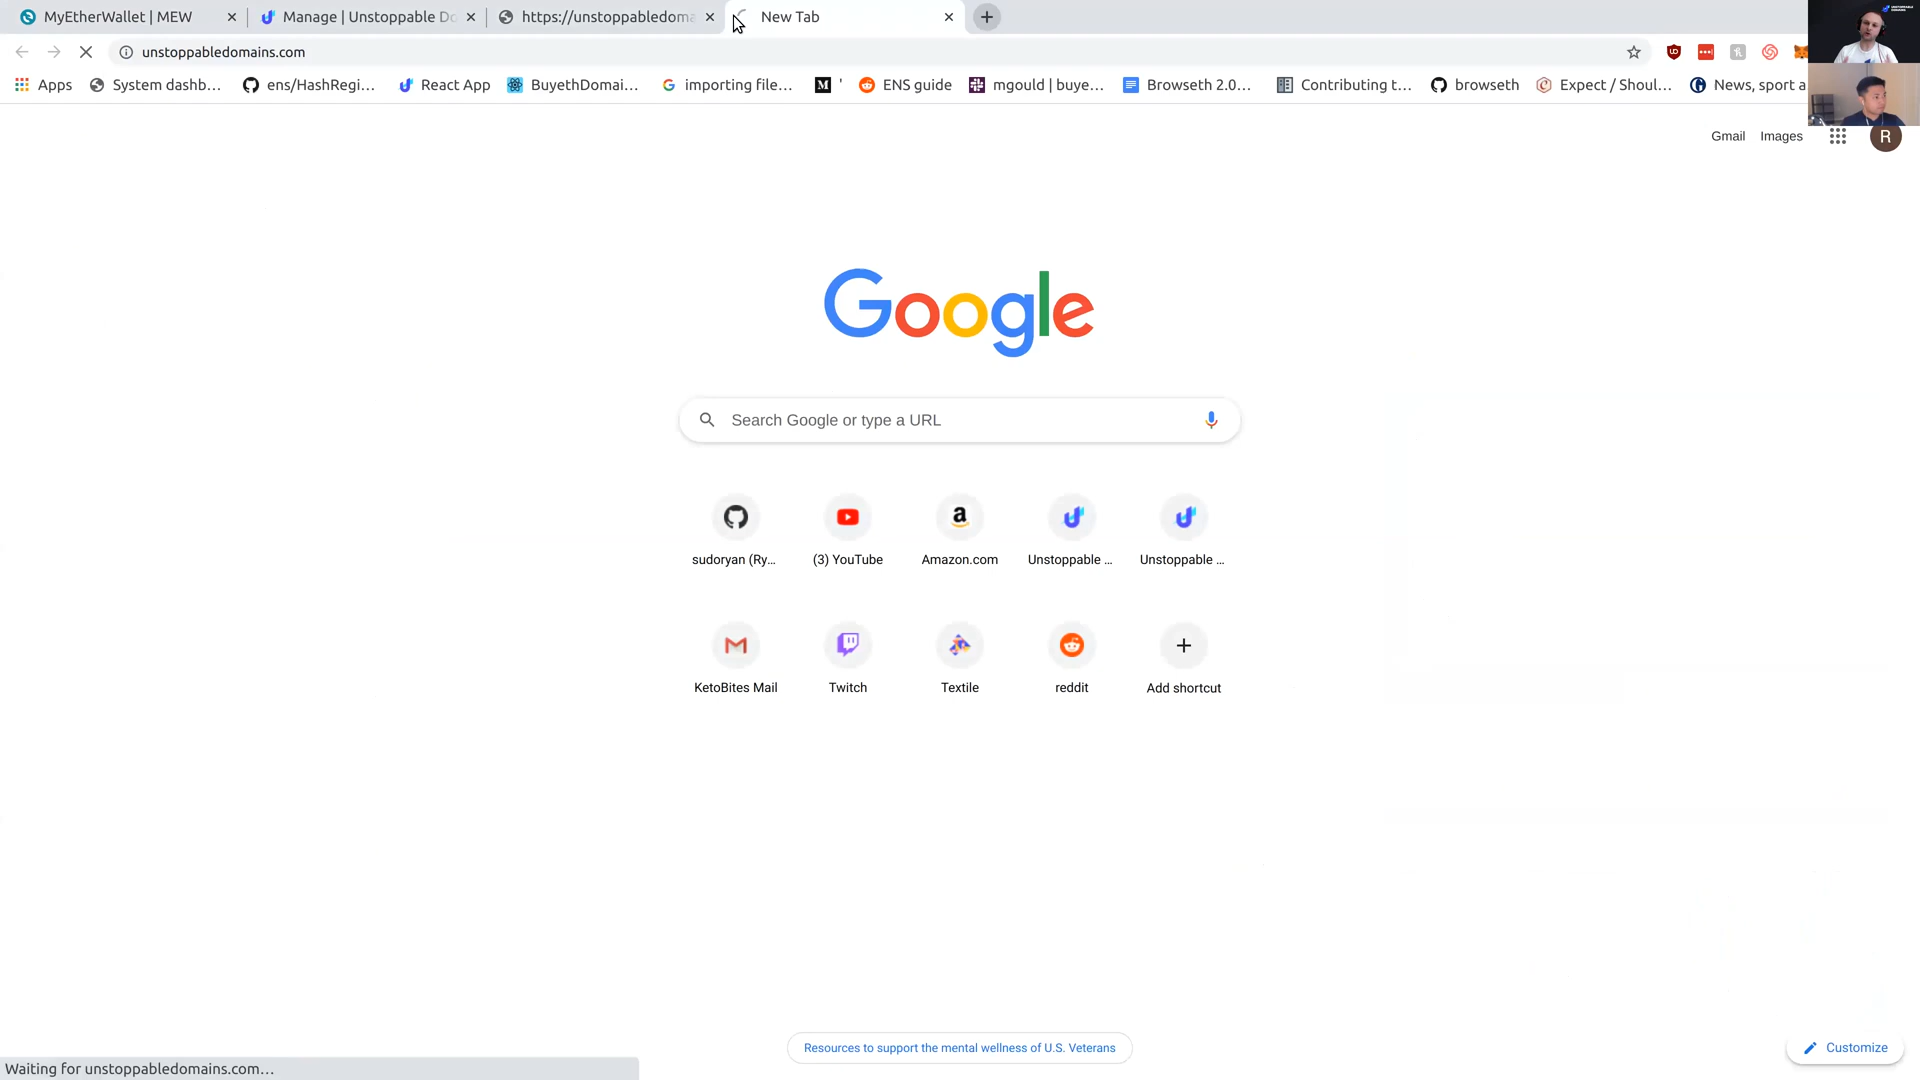 MyEtherWallet | MEW
Manage | Unstoppable Do
https://unstoppabledoma
New Tab
unstoppabledomains.com
Apps
System dashb...
ens/HashRegi...
React App
BuyethDomai...
importing file...
'
ENS guide
mgould | buye...
Browseth 2.0...
Contributing t...
browseth
Expect / Shoul...
News, sport a
Gmail
Images
R
Google
Search Google or type a URL
sudoryan (Ry...
(3) YouTube
Amazon.com
Unstoppable ...
Unstoppable ...
KetoBites Mail
Twitch
Textile
reddit
Add shortcut
Resources to support the mental wellness of U.S. Veterans
Customize
Waiting for unstoppabledomains.com...